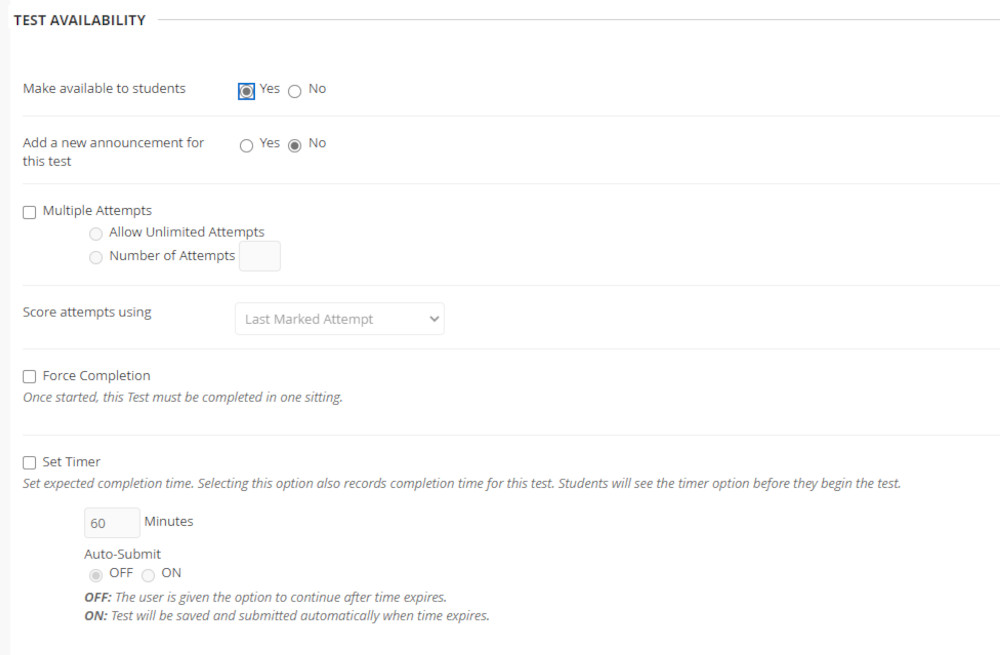 TEST AVAILABILITY
Make available to students
Yes No
Add a new announcement for
this test
Yes No
Multiple Attempts
Allow Unlimited Attempts
Number of Attempts
Score attempts using
Last Marked Attempt
Force Completion
Once started, this Test must be completed in one sitting.
Set Timer
Set expected completion time. Selecting this option also records completion time for this test. Students will see the timer option before they begin the test.
60 Minutes
Auto-Submit
OFF ON
OFF: The user is given the option to continue after time expires.
ON: Test will be saved and submitted automatically when time expires.